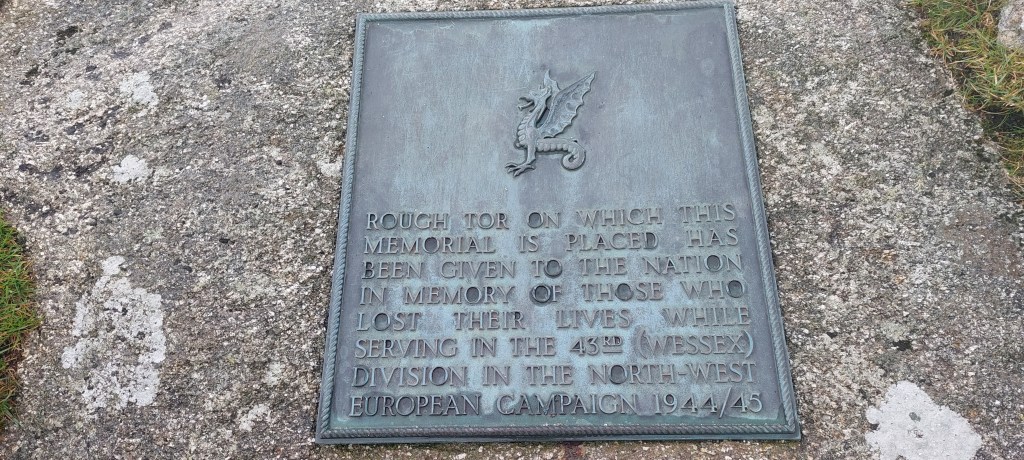 ROUGH TOR ON WHICH THIS
MEMORIAL IS PLACED HAS
BEEN GIVEN TO THE NATION
IN MEMORY OF THOSE WHO
LOST THEIR LIVES WHILE
SERVING IN THE 43RD (WESSEX)
DIVISION IN THE NORTH-WEST
EUROPEAN CAMPAIGN 1944/45